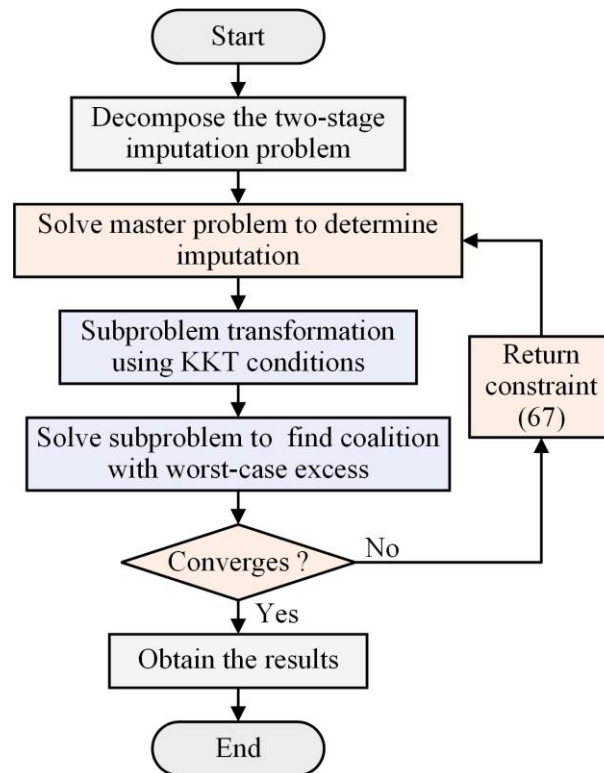 Start
Decompose the two-stage
imputation problem
Solve master problem to determine
imputation
Subproblem transformation
using KKT conditions
Return
constraint
(67)
Solve subproblem to find coalition
with worst-case excess
Converges ?
No
Yes
Obtain the results
End